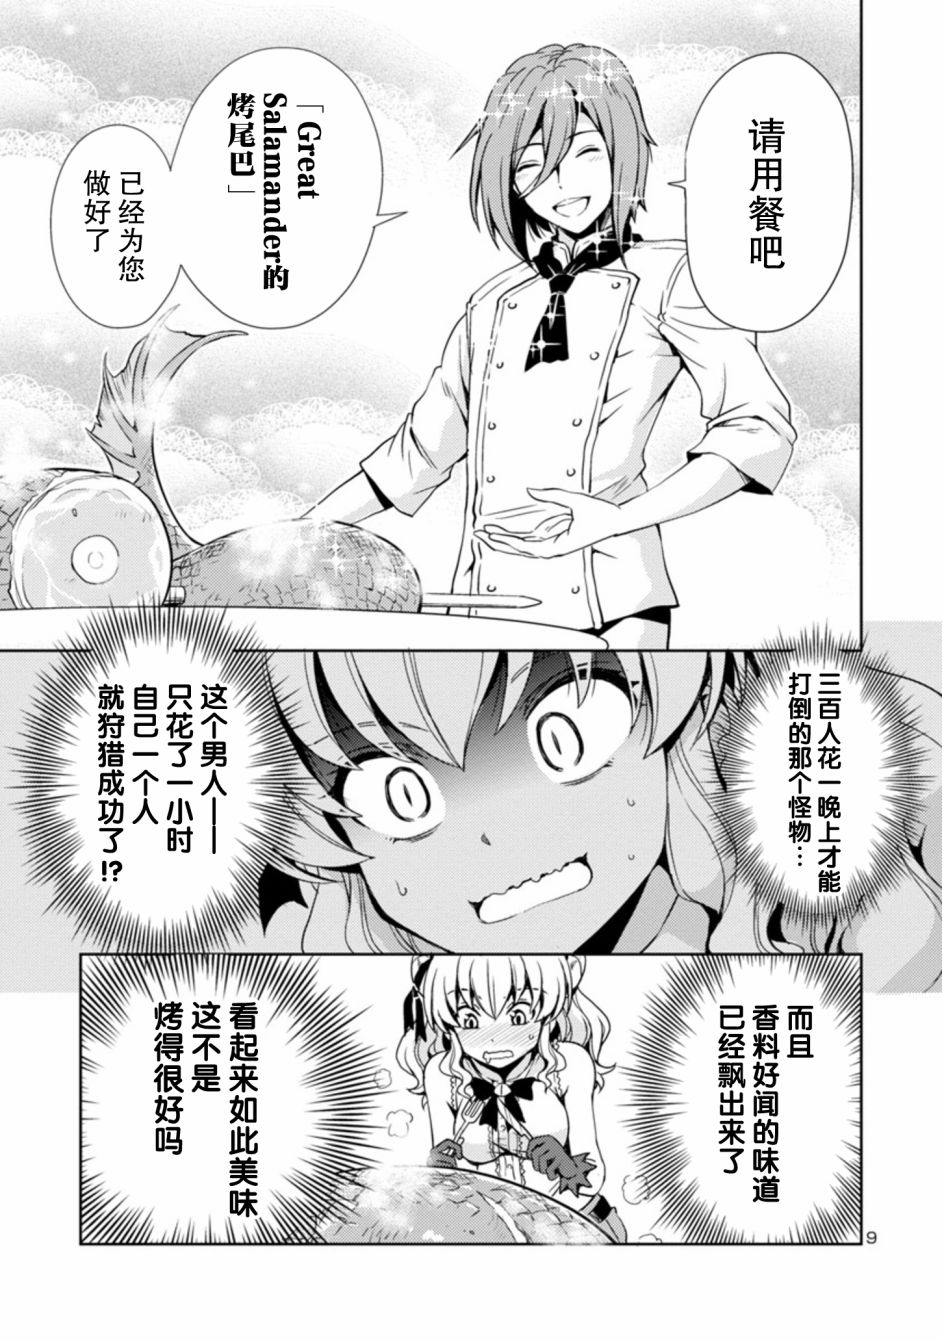 请用餐吧
「Great
Salamander的
烤尾巴」
已经为您
做好了
三百人花一晚上才能
打倒的那个怪物…
这个男人——
只花了一小时
自己一个人
就狩猎成功了!?
而且
香料好闻的味道
已经飘出来了
看起来如此美味
这不是
烤得很好吗
9